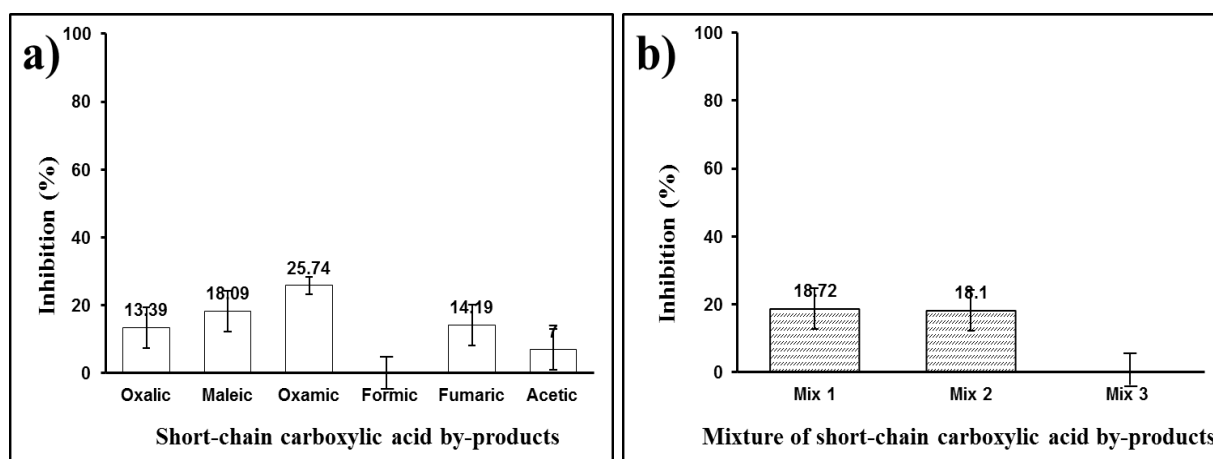 a)
100
80
60
40
20
0
Inhibition (%)
13.39
18.09
25.74
14.19
7
Oxalic Maleic Oxamic Formic Fumaric Acetic
Short-chain carboxylic acid by-products
b)
100
80
60
40
20
0
Inhibition (%)
18.72
18.1
Mix 1 Mix 2 Mix 3
Mixture of short-chain carboxylic acid by-products